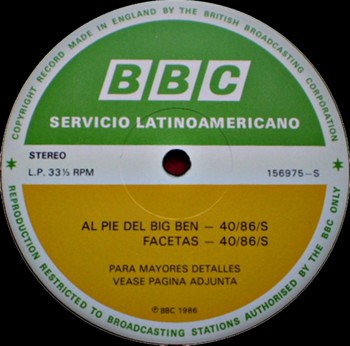 COPYRIGHT RECORD MADE IN ENGLAND BY THE BRITISH BROADCASTING CORPORATION
BBC
SERVICIO LATINOAMERICANO
STEREO
L.P. 33⅓ RPM
156975-S
AL PIE DEL BIG BEN — 40/86/S
FACETAS — 40/86/S
PARA MAYORES DETALLES
VEASE PAGINA ADJUNTA
℗ BBC 1986
REPRODUCTION RESTRICTED TO BROADCASTING STATIONS AUTHORISED BY THE BBC ONLY